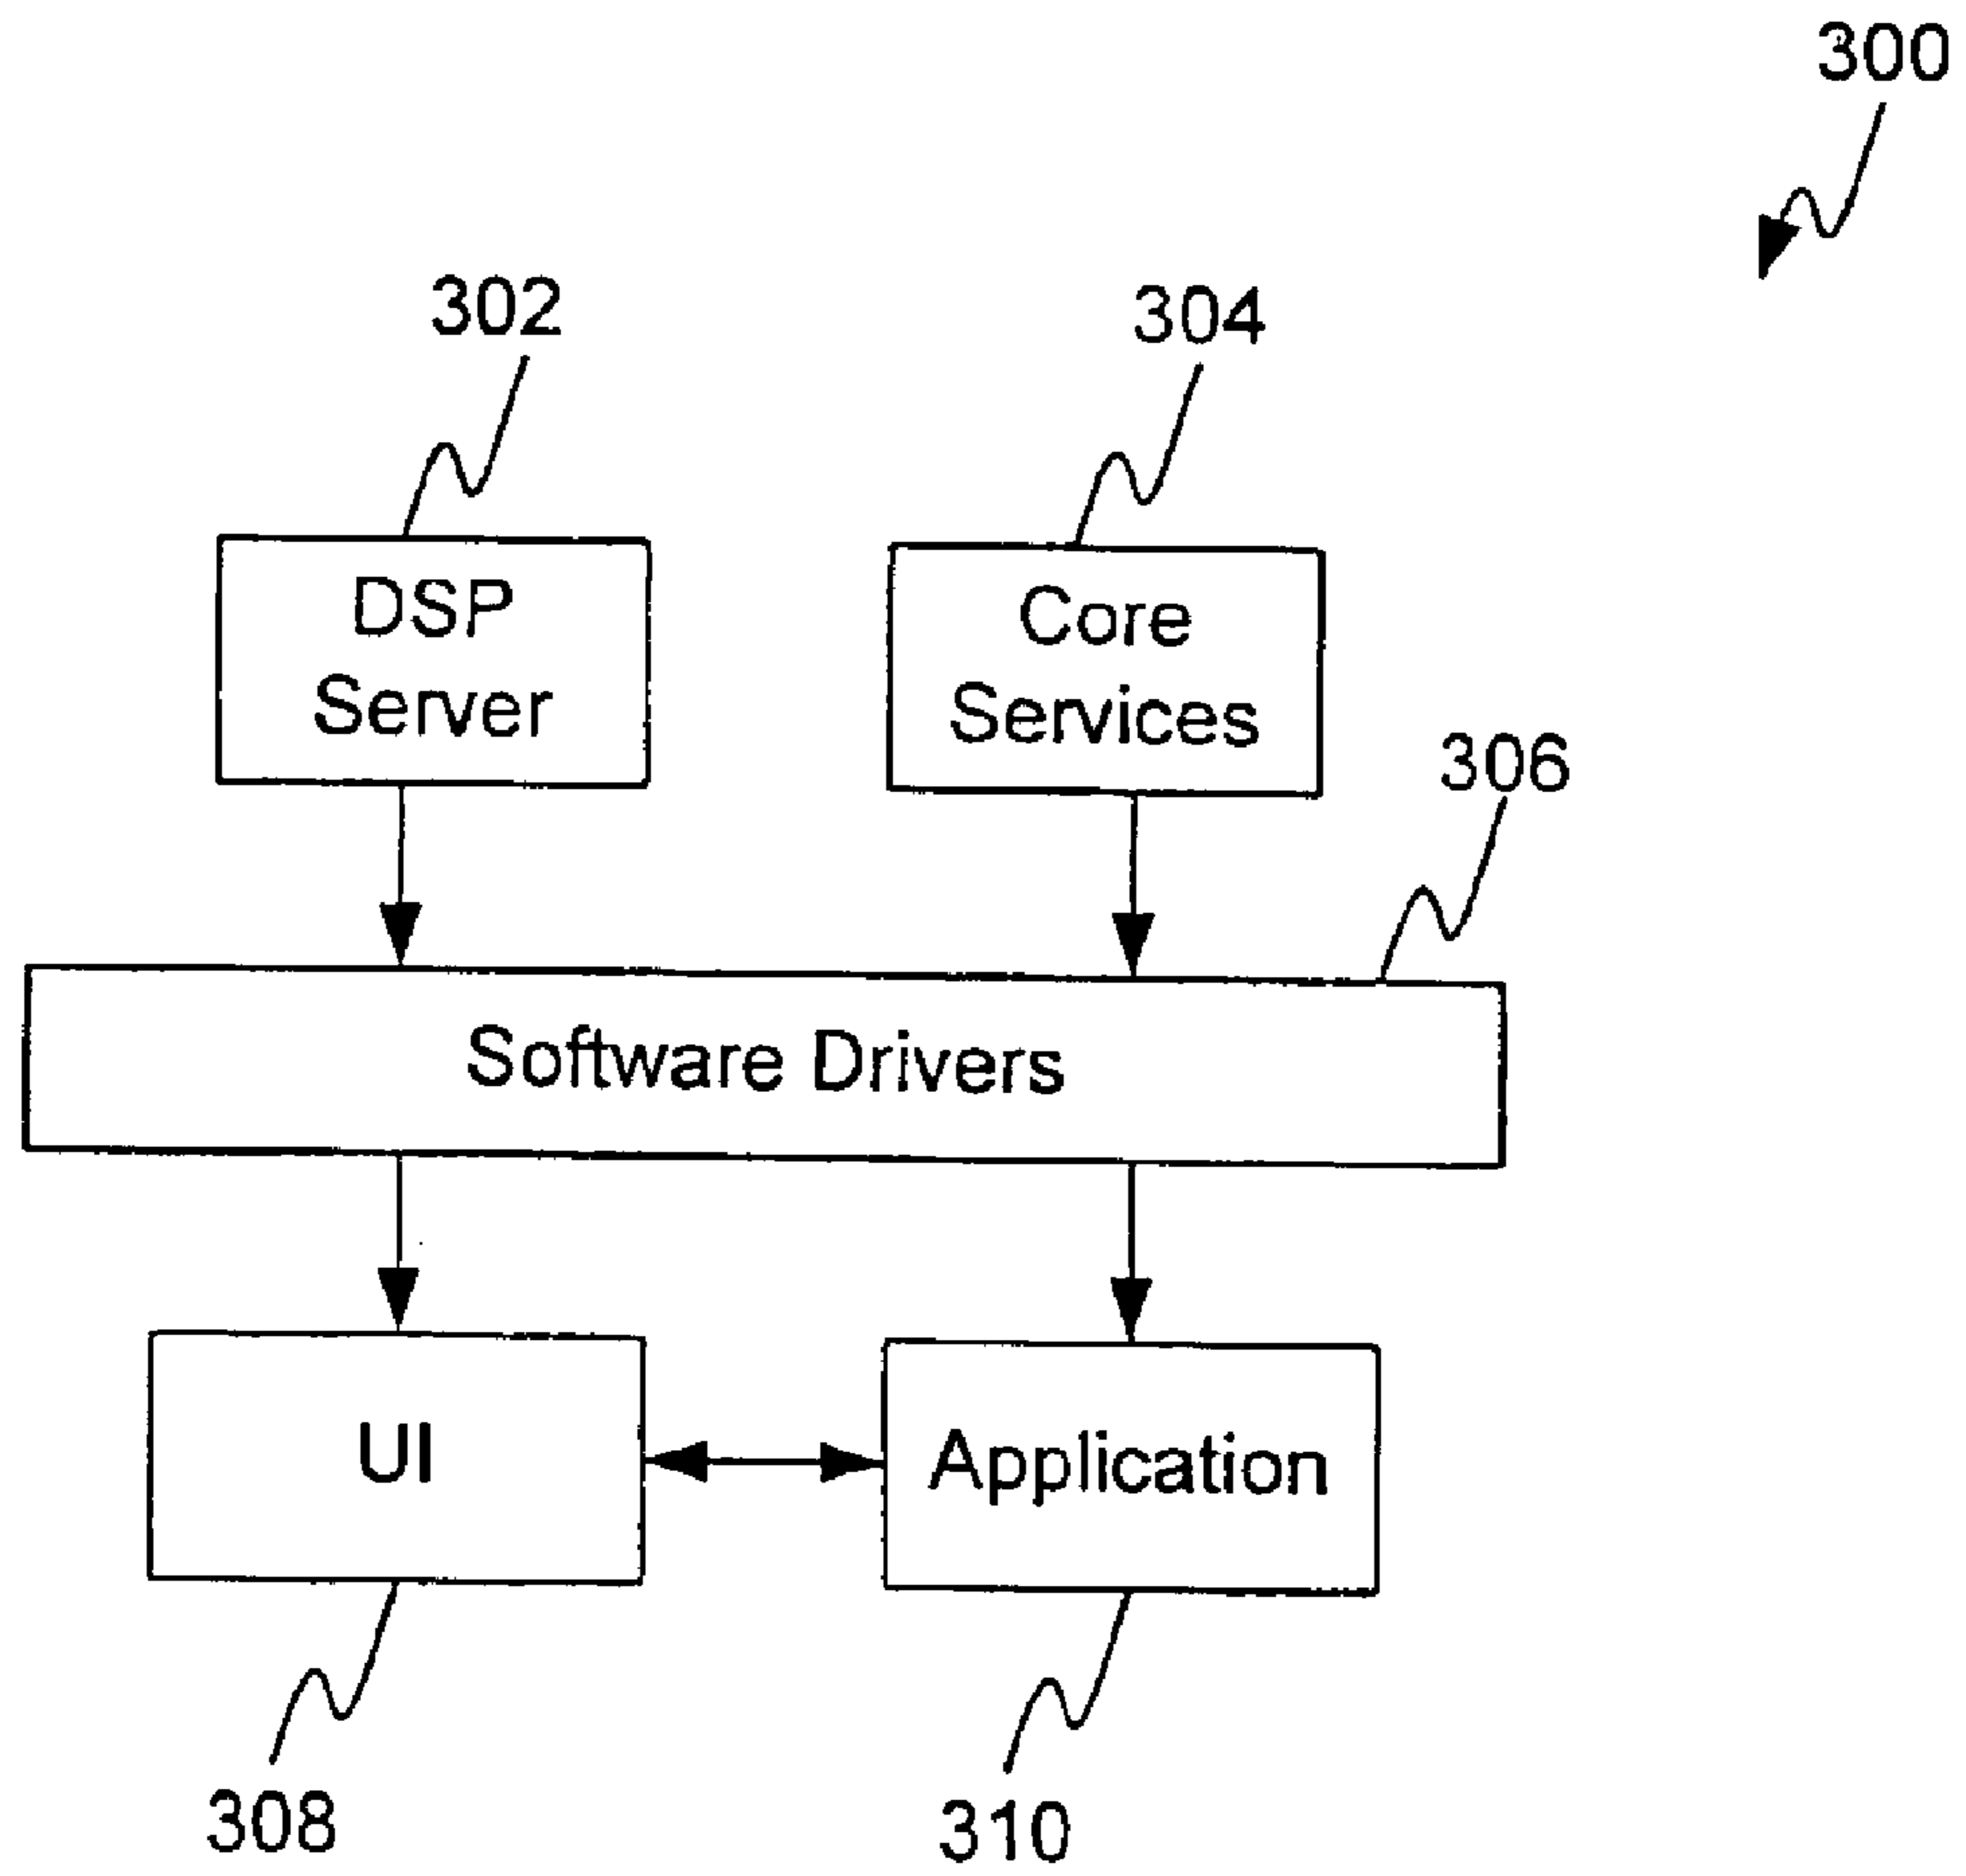 300
302
304
DSP
Server
Core
Services
306
Software Drivers
UI
Application
308
310